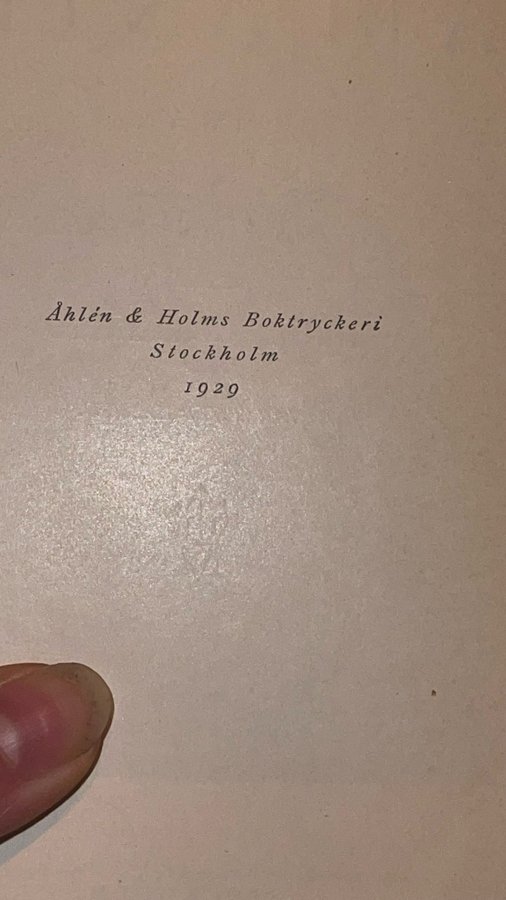 Åhlén & Holms Boktryckeri
Stockholm
1929